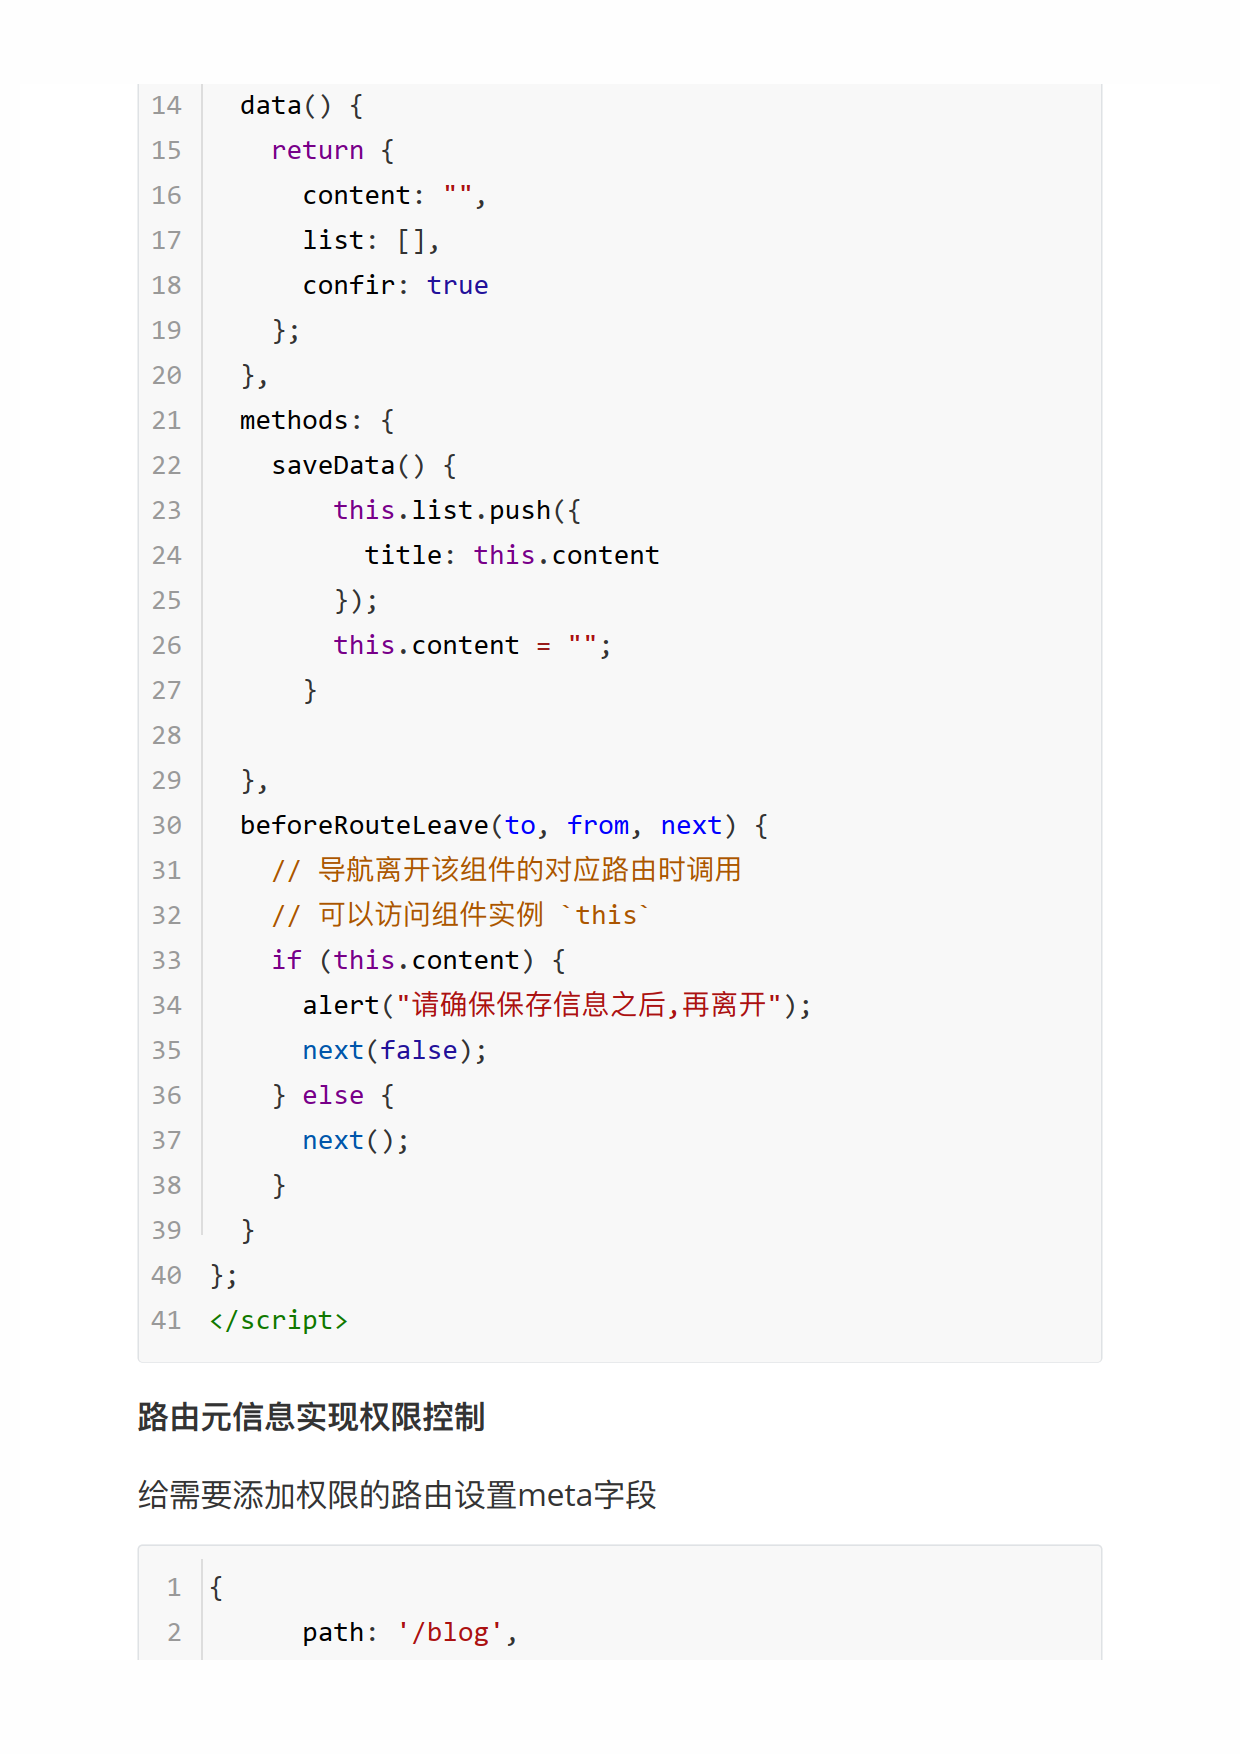 14 data() {
15 return {
16 content: "",
17 list: [],
18 confir: true
19 };
20 },
21 methods: {
22 saveData() {
23 this.list.push({
24 title: this.content
25 });
26 this.content = "";
27 }
28
29 },
30 beforeRouteLeave(to, from, next) {
31 // 导航离开该组件的对应路由时调用
32 // 可以访问组件实例 `this`
33 if (this.content) {
34 alert("请确保保存信息之后,再离开");
35 next(false);
36 } else {
37 next();
38 }
39 }
40 };
41 </script>
路由元信息实现权限控制
给需要添加权限的路由设置meta字段
1 {
2 path: '/blog',